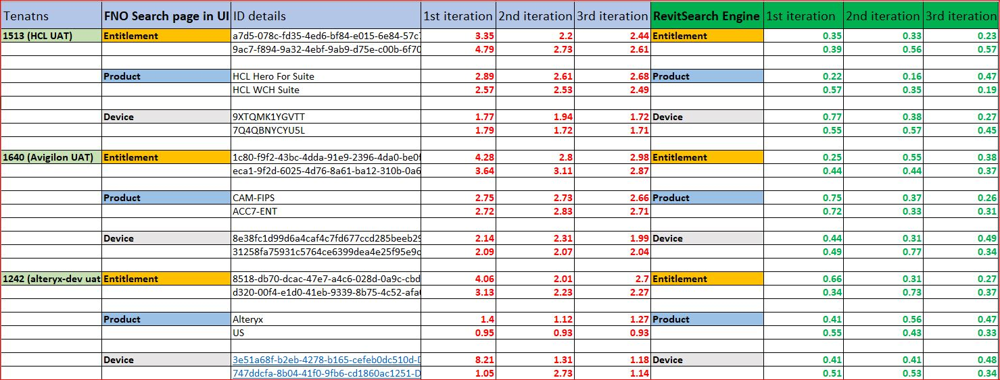 Tenatns FNO Search page in UI ID details 1st iteration 2nd iteration 3rd iteration RevitSearch Engine 1st iteration 2nd iteration 3rd iteration
1513 (HCL UAT) Entitlement a7d5-078c-fd35-4ed6-bf84-e015-6e84-57c7 3.35 2.2 2.44 Entitlement 0.35 0.33 0.23
9ac7-f894-9a32-4ebf-9ab9-d75e-c00b-6f70 4.79 2.73 2.61 0.39 0.56 0.57
Product HCL Hero For Suite 2.89 2.61 2.68 Product 0.22 0.16 0.47
HCL WCH Suite 2.57 2.53 2.49 0.57 0.35 0.19
Device 9XTQMK1YGVTT 1.77 1.94 1.72 Device 0.77 0.38 0.27
7Q4QBNYCYU5L 1.79 1.72 1.71 0.55 0.57 0.45
1640 (Avigilon UAT) Entitlement 1c80-f9f2-43bc-4dda-91e9-2396-4da0-be0f 4.28 2.8 2.98 Entitlement 0.25 0.55 0.38
eca1-9f2d-6025-4d76-8a61-ba12-310b-0a6 3.64 3.11 2.87 0.44 0.44 0.37
Product CAM-FIPS 2.75 2.73 2.66 Product 0.75 0.37 0.26
ACC7-ENT 2.72 2.83 2.71 0.72 0.33 0.31
Device 8e38fc1d99d6a4caf4c7fd677ccd285beeb29 2.14 2.31 1.99 Device 0.44 0.31 0.49
31258fa75931c5764ce6399dea4e25f95e9c 2.09 2.07 2.04 0.49 0.77 0.34
1242 (alteryx-dev uat Entitlement 8518-db70-dcac-47e7-a4c6-028d-0a9c-cbd 4.06 2.01 2.7 Entitlement 0.66 0.31 0.27
d320-00f4-e1d0-41eb-9339-8b75-4c52-afa 3.13 2.23 2.27 0.34 0.73 0.37
Product Alteryx 1.4 1.12 1.27 Product 0.41 0.56 0.47
US 0.95 0.93 0.93 0.55 0.43 0.33
Device 3e51a68f-b2eb-4278-b165-cefeb0dc510d-D 8.21 1.31 1.18 Device 0.41 0.41 0.48
747ddcfa-8b04-41f0-9fb6-cd1860ac1251-D 1.05 2.73 1.14 0.51 0.53 0.34